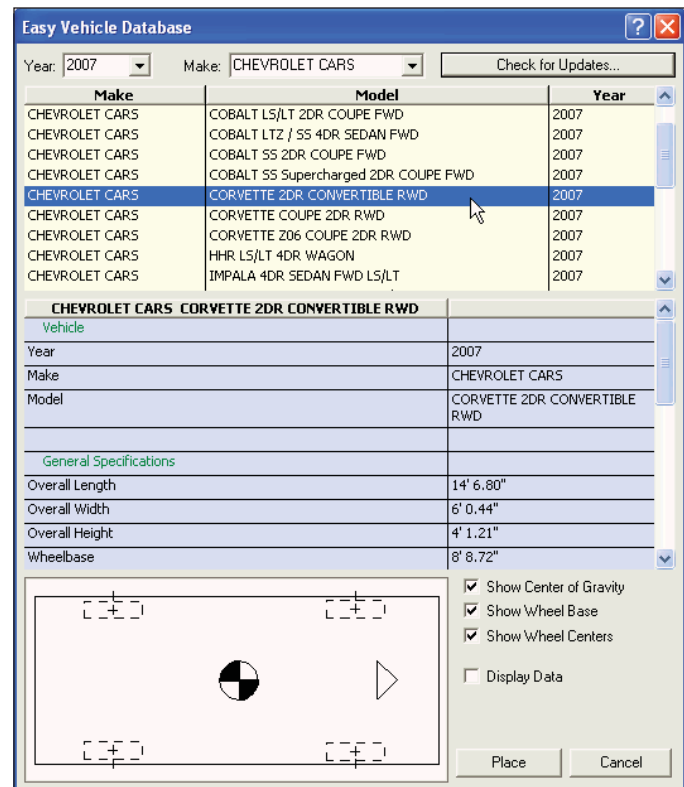 Easy Vehicle Database
Year: 2007 Make: CHEVROLET CARS Check for Updates...
Make Model Year
CHEVROLET CARS COBALT LS/LT 2DR COUPE FWD 2007
CHEVROLET CARS COBALT LTZ / SS 4DR SEDAN FWD 2007
CHEVROLET CARS COBALT SS 2DR COUPE FWD 2007
CHEVROLET CARS COBALT SS Supercharged 2DR COUPE FWD 2007
CHEVROLET CARS CORVETTE 2DR CONVERTIBLE RWD 2007
CHEVROLET CARS CORVETTE COUPE 2DR RWD 2007
CHEVROLET CARS CORVETTE Z06 COUPE 2DR RWD 2007
CHEVROLET CARS HHR LS/LT 4DR WAGON 2007
CHEVROLET CARS IMPALA 4DR SEDAN FWD LS/LT 2007
CHEVROLET CARS CORVETTE 2DR CONVERTIBLE RWD
Vehicle
Year 2007
Make CHEVROLET CARS
Model CORVETTE 2DR CONVERTIBLE
RWD
General Specifications
Overall Length 14' 6.80"
Overall Width 6' 0.44"
Overall Height 4' 1.21"
Wheelbase 8' 8.72"
Show Center of Gravity
Show Wheel Base
Show Wheel Centers
Display Data
Place Cancel